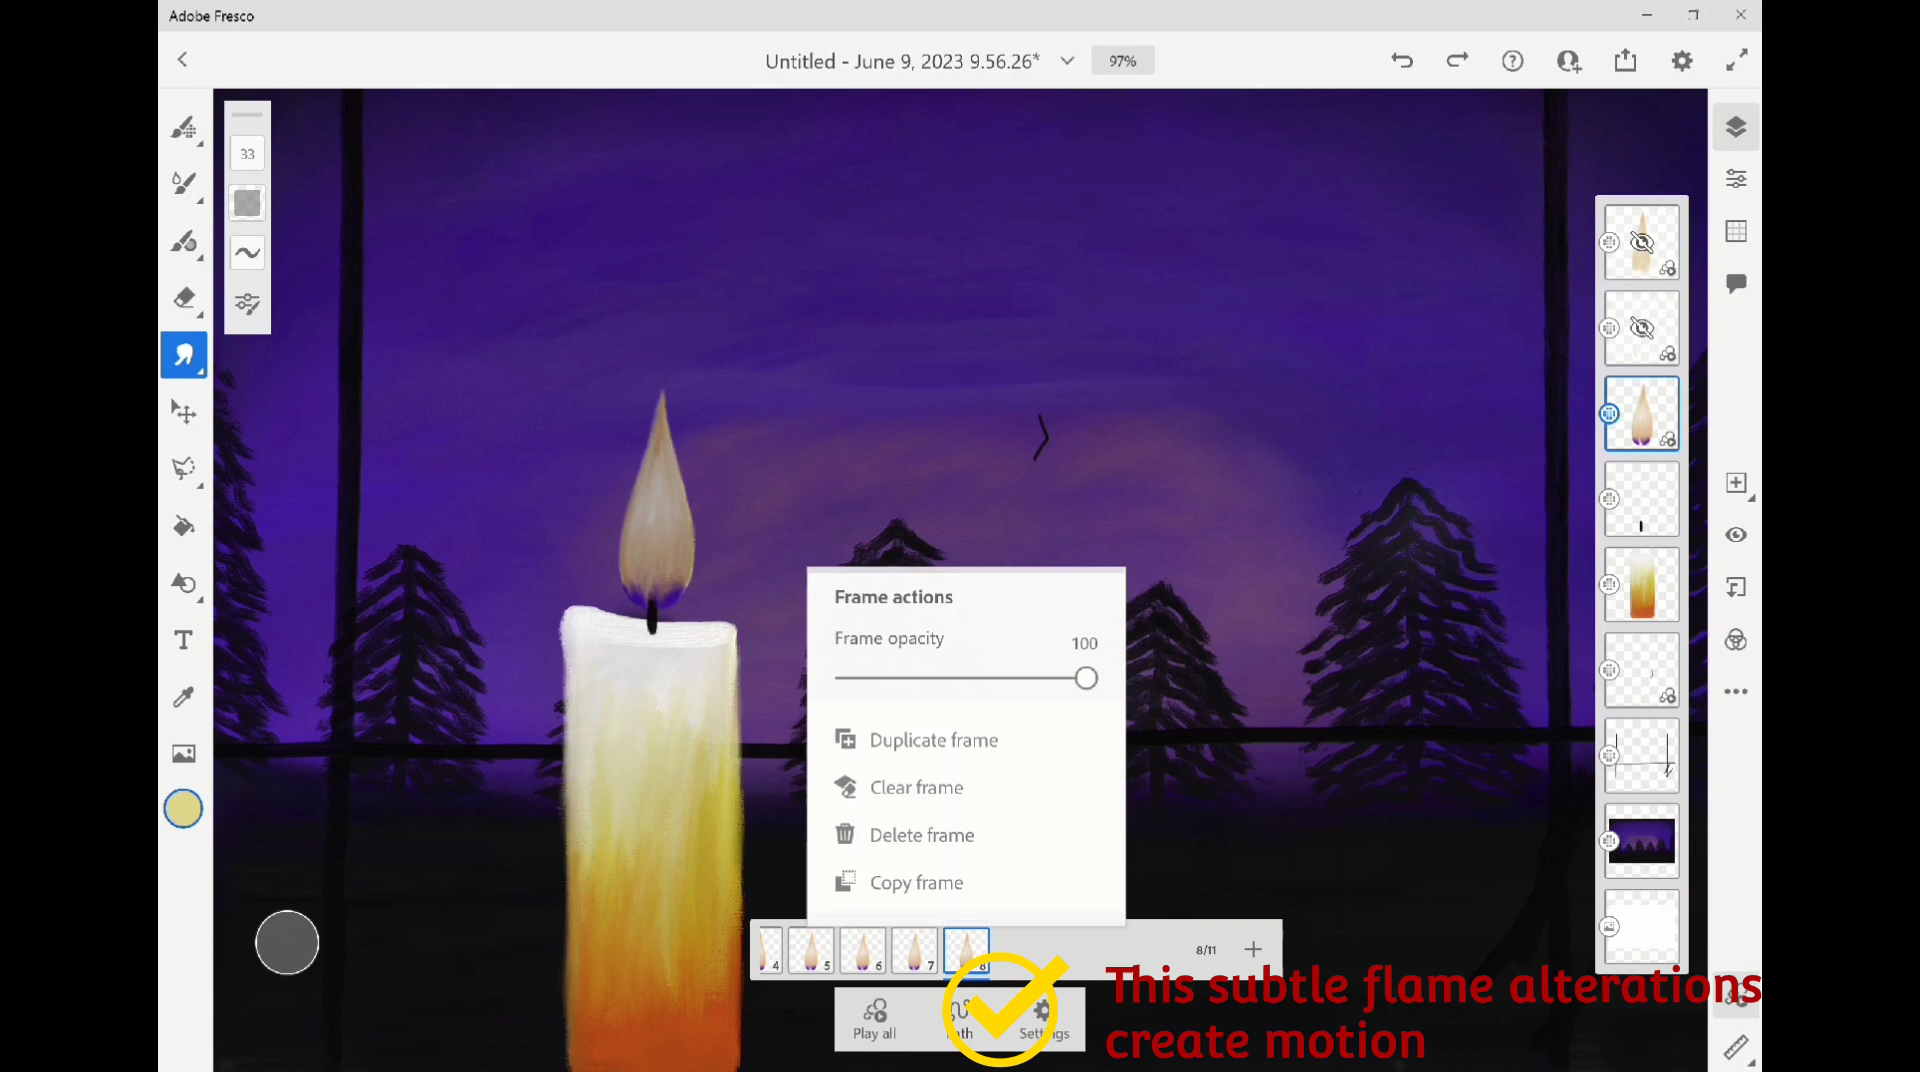 Adobe Fresco
Untitled - June 9, 2023 9.56.26*
97%
33
Frame actions
Frame opacity
100
Duplicate frame
Clear frame
Delete frame
Copy frame
4
5
6
7
8
8/11
Play all
Settings
This subtle flame alterations
create motion
T